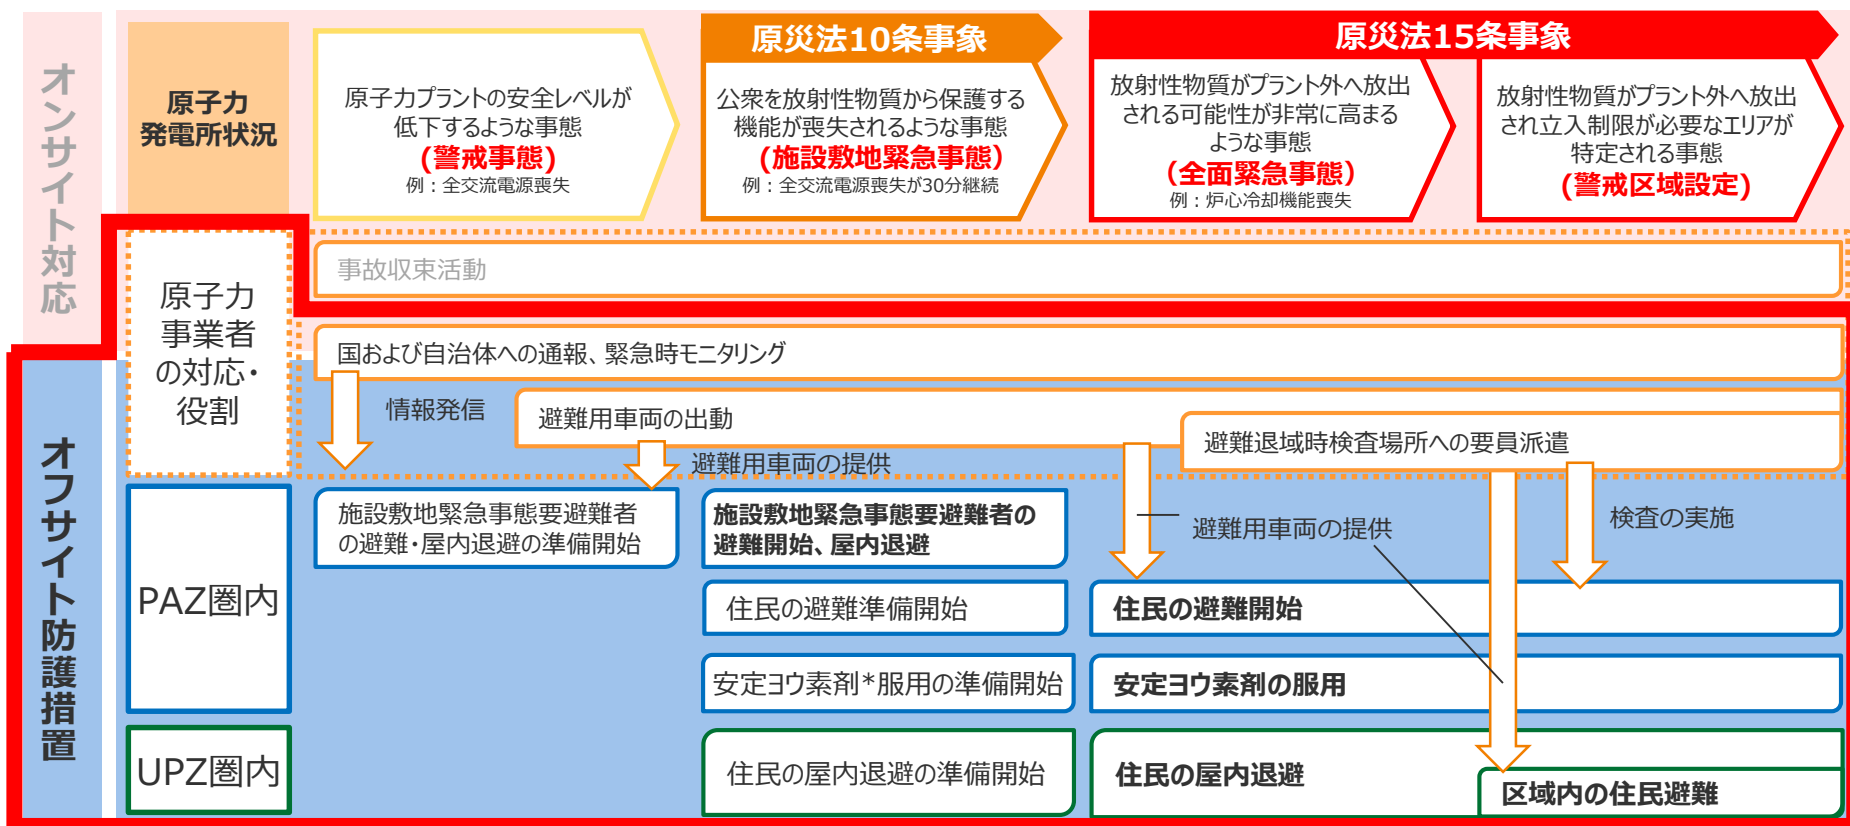 オンサイト対応
原子力
発電所状況
原子力プラントの安全レベルが
低下するような事態
(警戒事態)
例：全交流電源喪失
原災法10条事象
公衆を放射性物質から保護する
機能が喪失されるような事態
(施設敷地緊急事態)
例：全交流電源喪失が30分継続
原災法15条事象
放射性物質がプラント外へ放出
される可能性が非常に高まる
ような事態
(全面緊急事態)
例：炉心冷却機能喪失
放射性物質がプラント外へ放出
され立入制限が必要なエリアが
特定される事態
(警戒区域設定)
原子力
事業者
の対応・
役割
事故収束活動
国および自治体への通報、緊急時モニタリング
情報発信
避難用車両の出動
避難用車両の提供
避難退域時検査場所への要員派遣
避難用車両の提供
検査の実施
オフサイト防護措置
PAZ圏内
施設敷地緊急事態要避難者
の避難・屋内退避の準備開始
施設敷地緊急事態要避難者の
避難開始、屋内退避
住民の避難準備開始
住民の避難開始
安定ヨウ素剤*服用の準備開始
安定ヨウ素剤の服用
UPZ圏内
住民の屋内退避の準備開始
住民の屋内退避
区域内の住民避難